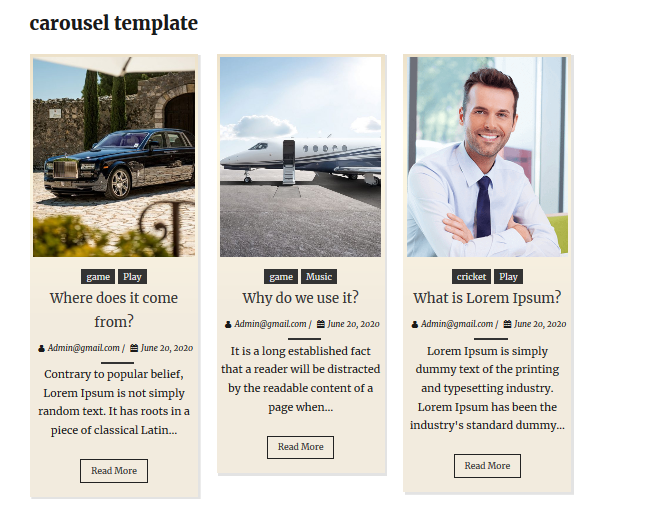 carousel template
game Play
Where does it come
from?
Admin@gmail.com / June 20, 2020
Contrary to popular belief,
Lorem Ipsum is not simply
random text. It has roots in a
piece of classical Latin...
Read More
game Music
Why do we use it?
Admin@gmail.com / June 20, 2020
It is a long established fact
that a reader will be distracted
by the readable content of a
page when...
Read More
cricket Play
What is Lorem Ipsum?
Admin@gmail.com / June 20, 2020
Lorem Ipsum is simply
dummy text of the printing
and typesetting industry.
Lorem Ipsum has been the
industry's standard dummy...
Read More